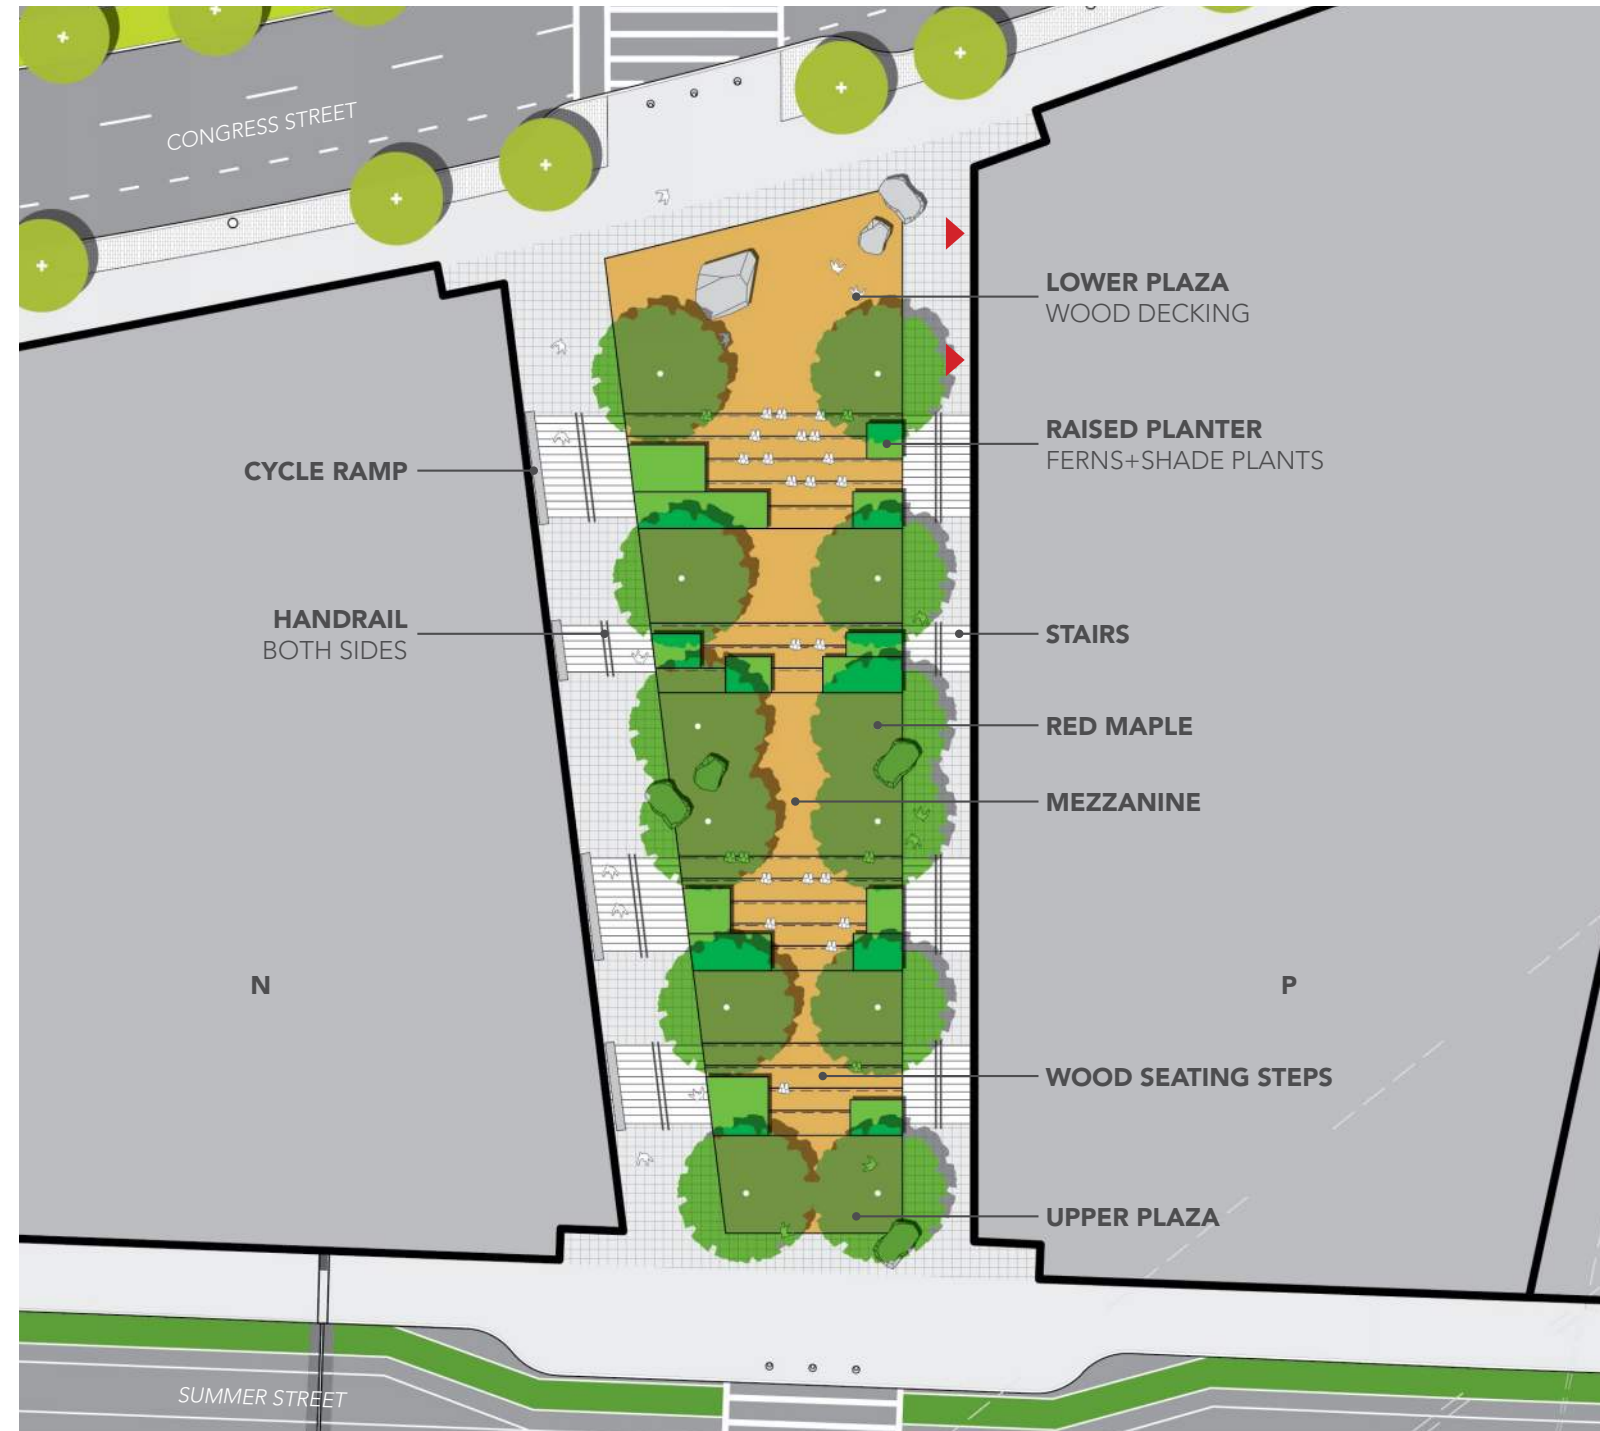 CONGRESS STREET
LOWER PLAZA
WOOD DECKING
RAISED PLANTER
FERNS+SHADE PLANTS
CYCLE RAMP
HANDRAIL
BOTH SIDES
STAIRS
RED MAPLE
MEZZANINE
N
P
WOOD SEATING STEPS
UPPER PLAZA
SUMMER STREET